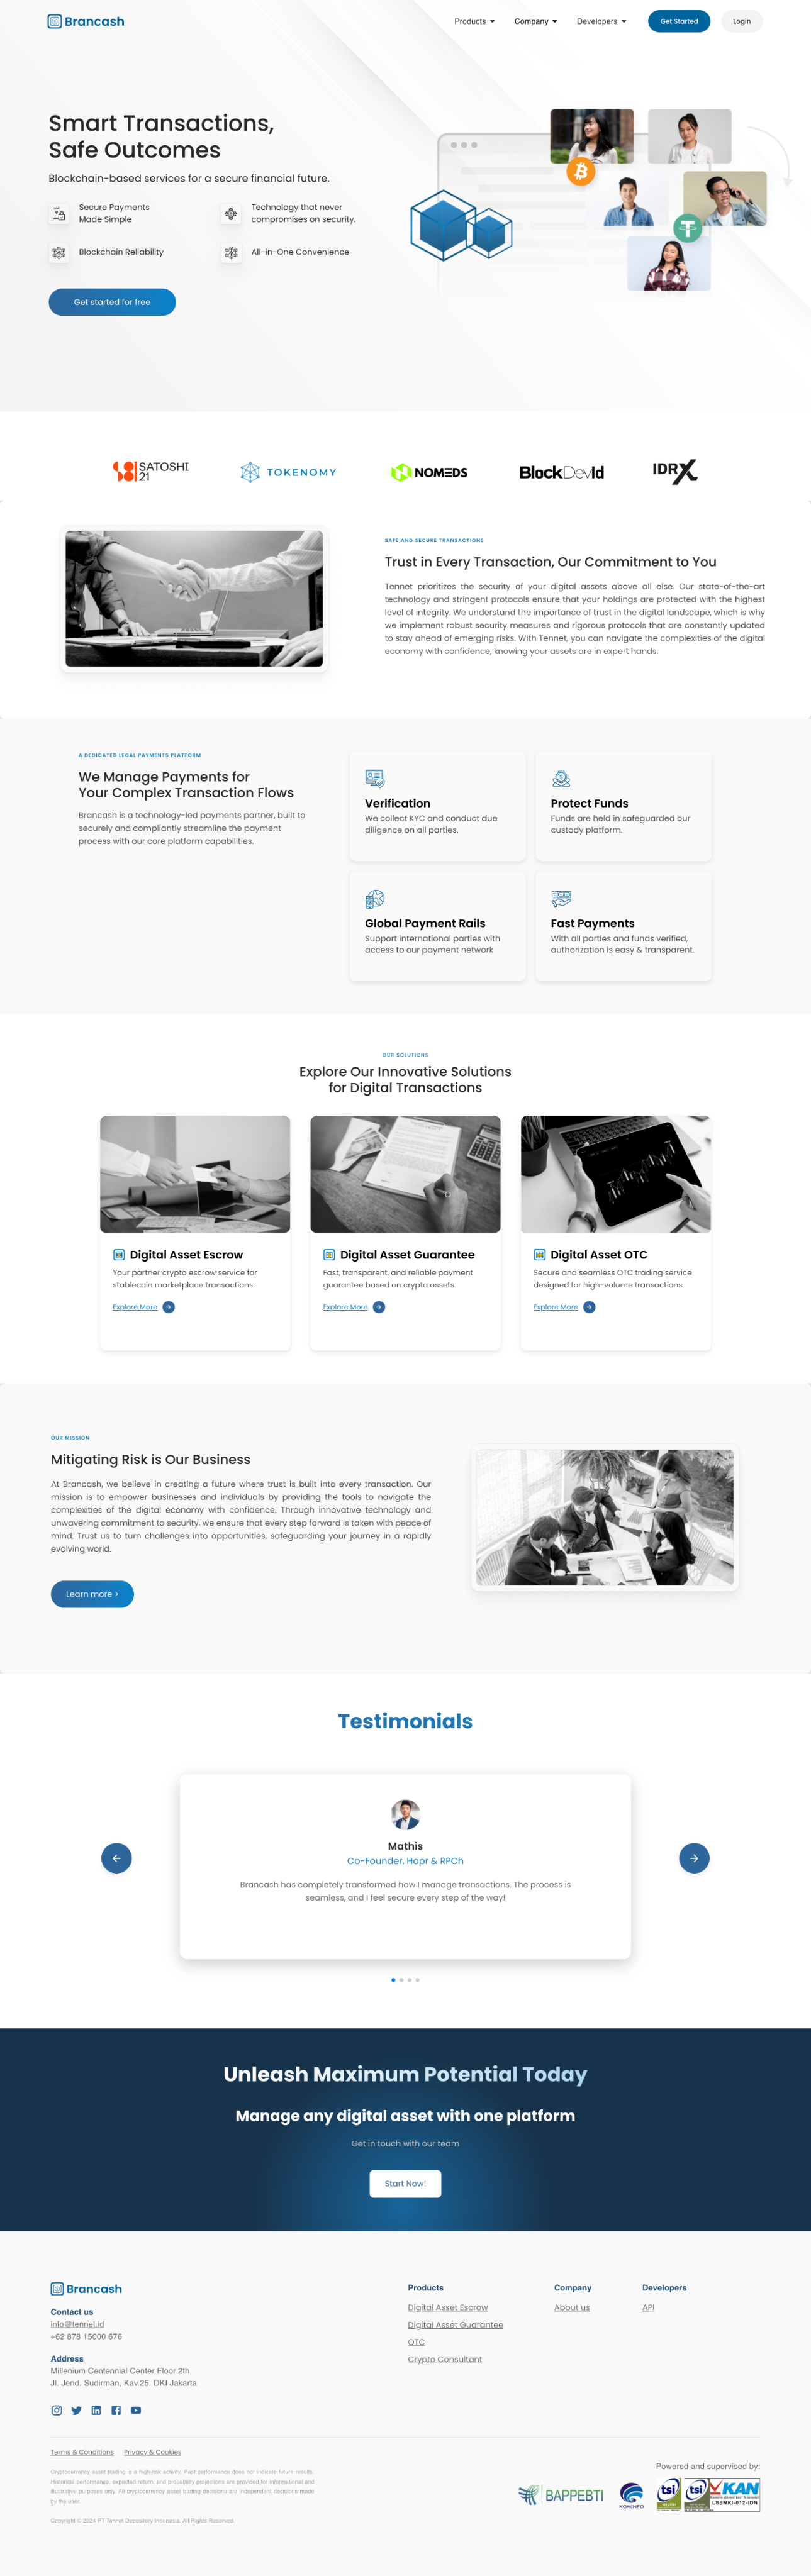 Brancash
Products
Company
Developers
Get Started
Login
Smart Transactions,
Safe Outcomes
Blockchain-based services for a secure financial future.
Secure Payments
Made Simple
Technology that never
compromises on security.
Blockchain Reliability
All-in-One Convenience
Get started for free
SATOSHI
21
TOKENOMY
NOMEDS
BlockDevId
IDRX
SAFE AND SECURE TRANSACTIONS
Trust in Every Transaction, Our Commitment to You
Tennet prioritizes the security of your digital assets above all else. Our state-of-the-art
technology and stringent protocols ensure that your holdings are protected with the highest
level of integrity. We understand the importance of trust in the digital landscape, which is why
we implement robust security measures and rigorous protocols that are constantly updated
to stay ahead of emerging risks. With Tennet, you can navigate the complexities of the digital
economy with confidence, knowing your assets are in expert hands.
A DEDICATED LEGAL PAYMENTS PLATFORM
We Manage Payments for
Your Complex Transaction Flows
Brancash is a technology-led payments partner, built to
securely and compliantly streamline the payment
process with our core platform capabilities.
Verification
We collect KYC and conduct due
diligence on all parties.
Protect Funds
Funds are held in safeguarded our
custody platform.
Global Payment Rails
Support international parties with
access to our payment network
Fast Payments
With all parties and funds verified,
authorization is easy & transparent.
OUR SOLUTIONS
Explore Our Innovative Solutions
for Digital Transactions
Digital Asset Escrow
Your partner crypto escrow service for
stablecoin marketplace transactions.
Explore More
Digital Asset Guarantee
Fast, transparent, and reliable payment
guarantee based on crypto assets.
Explore More
Digital Asset OTC
Secure and seamless OTC trading service
designed for high-volume transactions.
Explore More
OUR MISSION
Mitigating Risk is Our Business
At Brancash, we believe in creating a future where trust is built into every transaction. Our
mission is to empower businesses and individuals by providing the tools to navigate the
complexities of the digital economy with confidence. Through innovative technology and
unwavering commitment to security, we ensure that every step forward is taken with peace of
mind. Trust us to turn challenges into opportunities, safeguarding your journey in a rapidly
evolving world.
Learn more >
Testimonials
Mathis
Co-Founder, Hopr & RPCh
Brancash has completely transformed how I manage transactions. The process is
seamless, and I feel secure every step of the way!
Unleash Maximum Potential Today
Manage any digital asset with one platform
Get in touch with our team
Start Now!
Brancash
Contact us
info@tennet.id
+62 878 15000 676
Address
Millenium Centennial Center Floor 2th
Jl. Jend. Sudirman, Kav.25. DKI Jakarta
Products
Digital Asset Escrow
Digital Asset Guarantee
OTC
Crypto Consultant
Company
About us
Developers
API
Terms & Conditions
Privacy & Cookies
Cryptocurrency asset trading is a high-risk activity. Past performance does not indicate future results.
Historical performance, expected return, and probability projections are provided for informational and
illustrative purposes only. All cryptocurrency asset trading decisions are independent decisions made
by the user.
Copyright © 2024 PT Tennet Depository Indonesia. All Rights Reserved.
Powered and supervised by:
BAPPEBTI
KOMINFO
tsi
tsi
KAN
LSSMKI-012-IDN